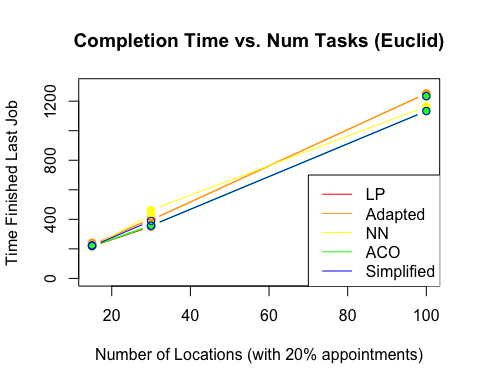 Completion Time vs. Num Tasks (Euclid)
Time Finished Last Job
1200
800
400
0
LP
Adapted
NN
ACO
Simplified
20
40
60
80
100
Number of Locations (with 20% appointments)